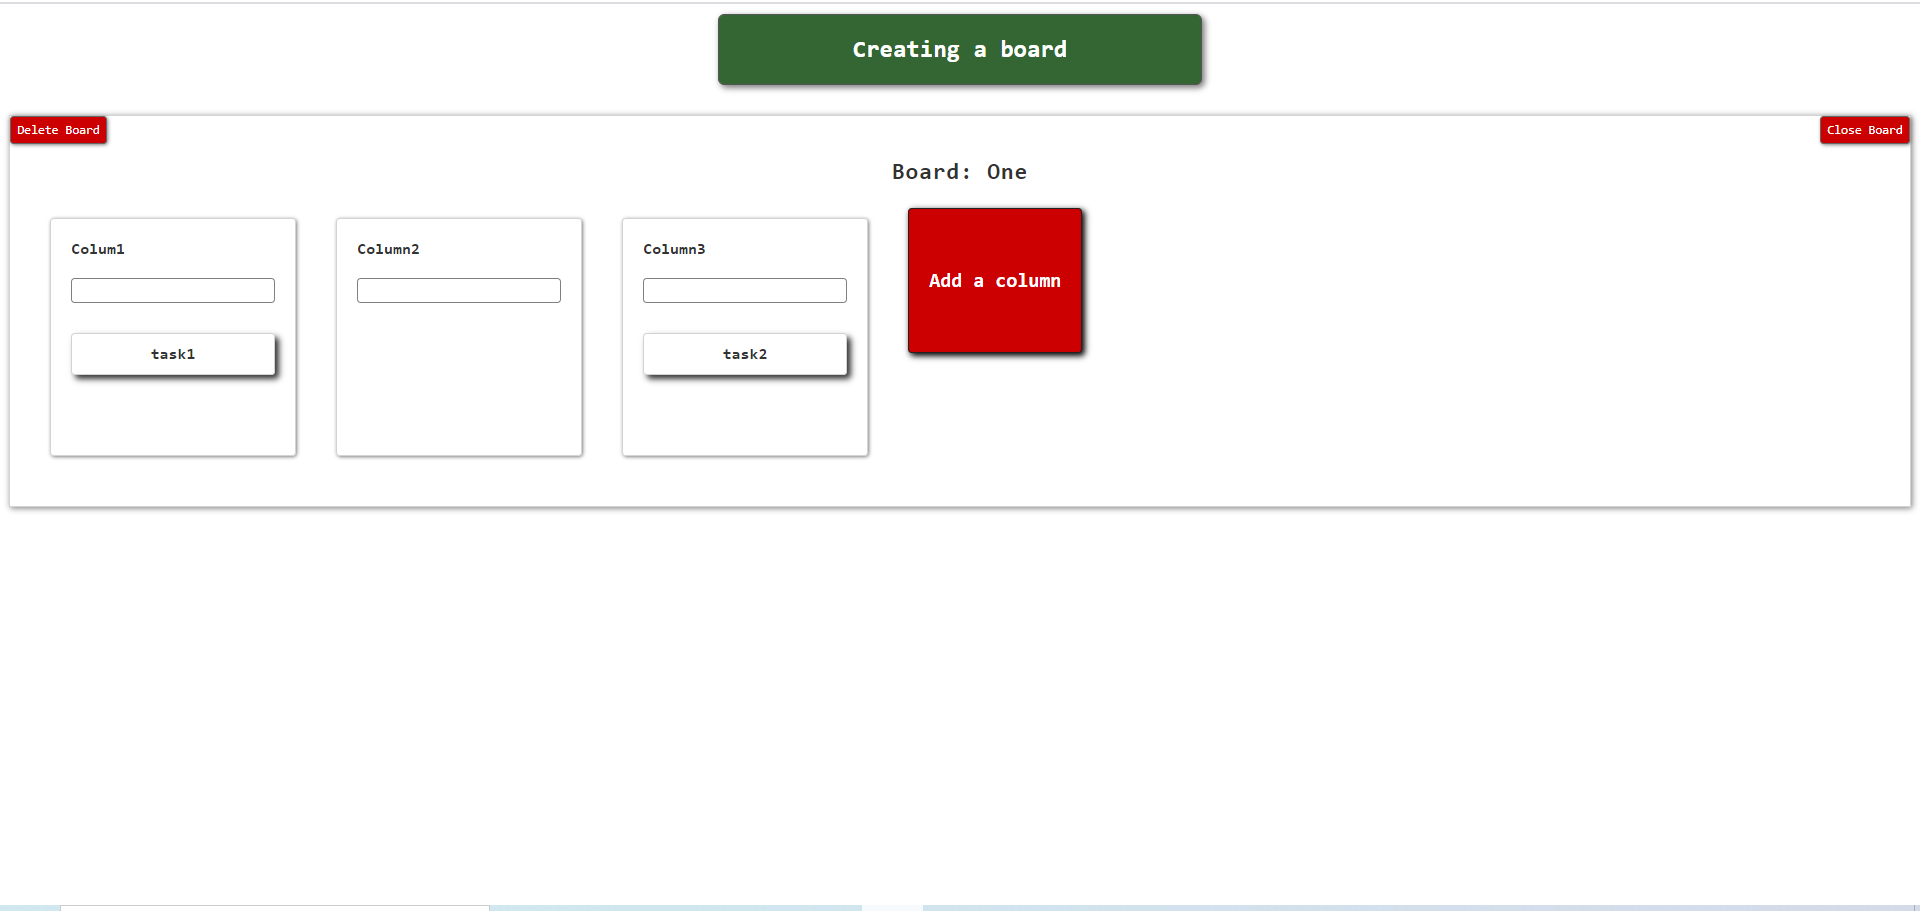 Creating a board
Delete Board
Close Board
Board: One
Colum1
Column2
Column3
Add a column
task1
task2